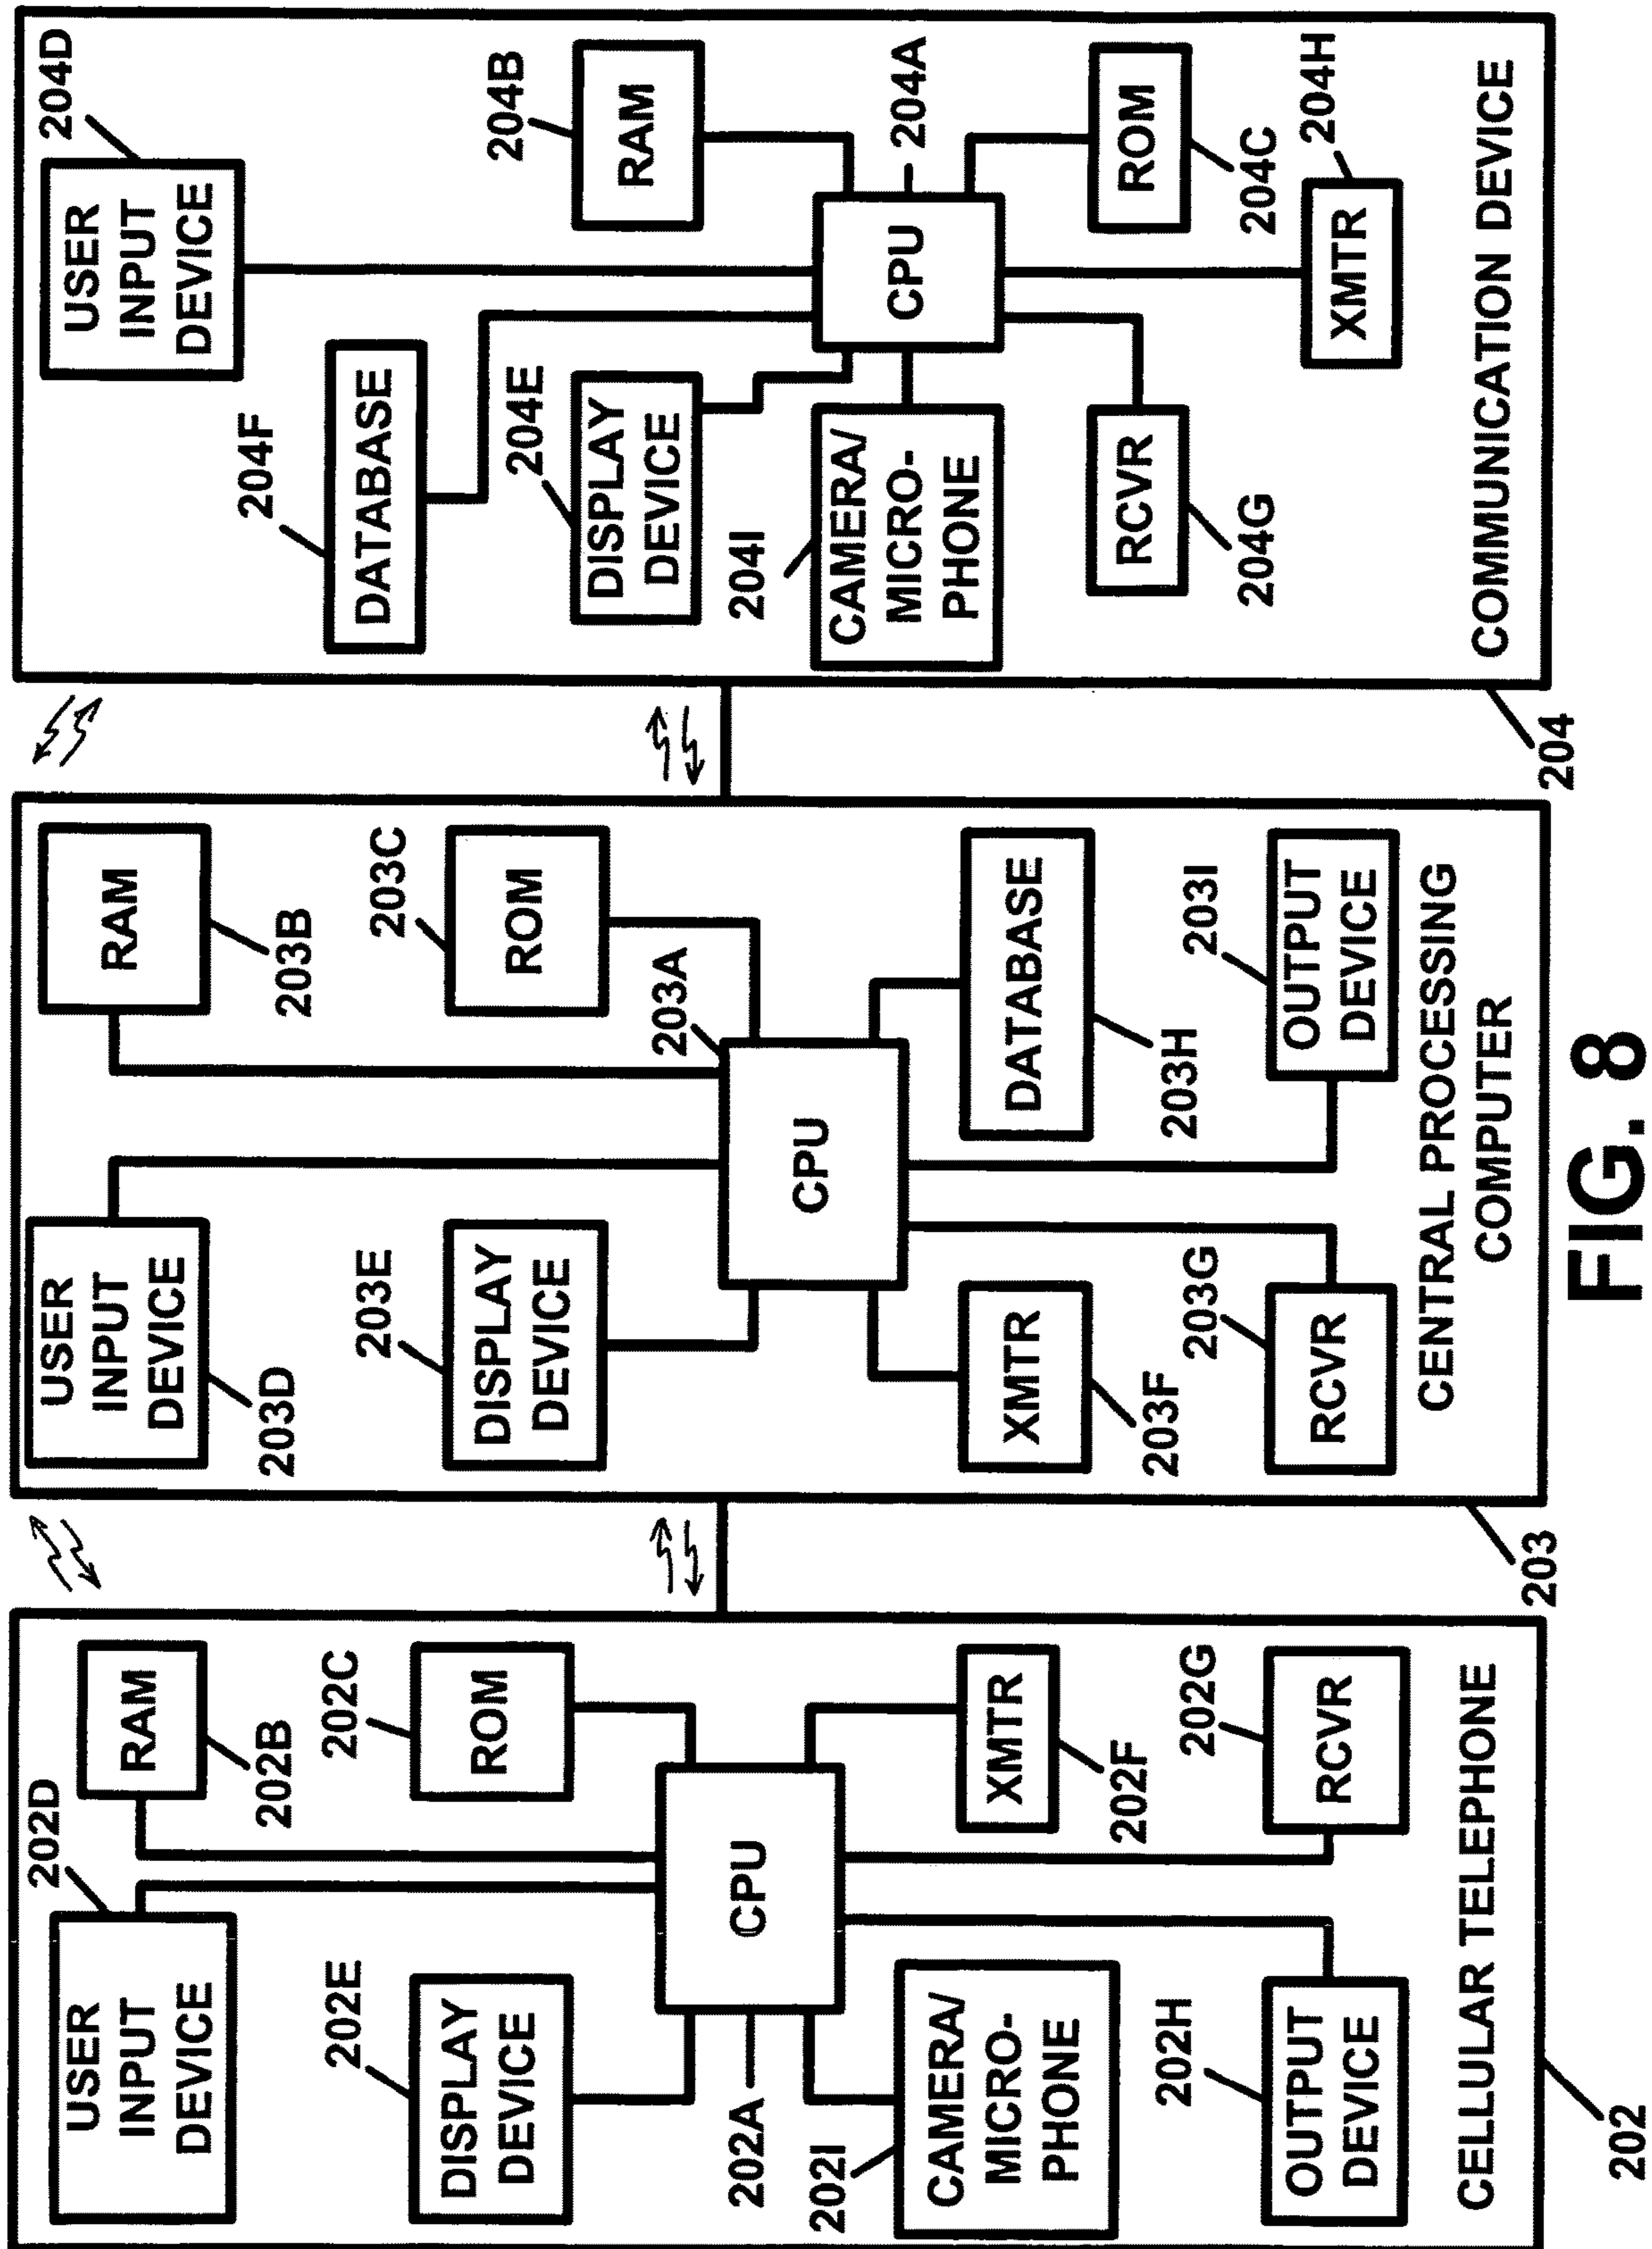 202D
USER
INPUT
DEVICE
RAM
202B
202E
DISPLAY
DEVICE
202C
ROM
202A
CPU
202I
CAMERA/
MICRO-
PHONE
XMTR
202F
202H
OUTPUT
DEVICE
202G
RCVR
CELLULAR TELEPHONE
202
USER
INPUT
DEVICE
203D
RAM
203B
203E
DISPLAY
DEVICE
203C
ROM
203A
CPU
XMTR
203F
DATABASE
203H
203G
RCVR
203I
OUTPUT
DEVICE
CENTRAL PROCESSING
COMPUTER
203
204D
USER
INPUT
DEVICE
204F
DATABASE
204B
RAM
204E
DISPLAY
DEVICE
204A
CPU
204I
CAMERA/
MICRO-
PHONE
ROM
204C
RCVR
204G
204H
XMTR
COMMUNICATION DEVICE
204
FIG. 8